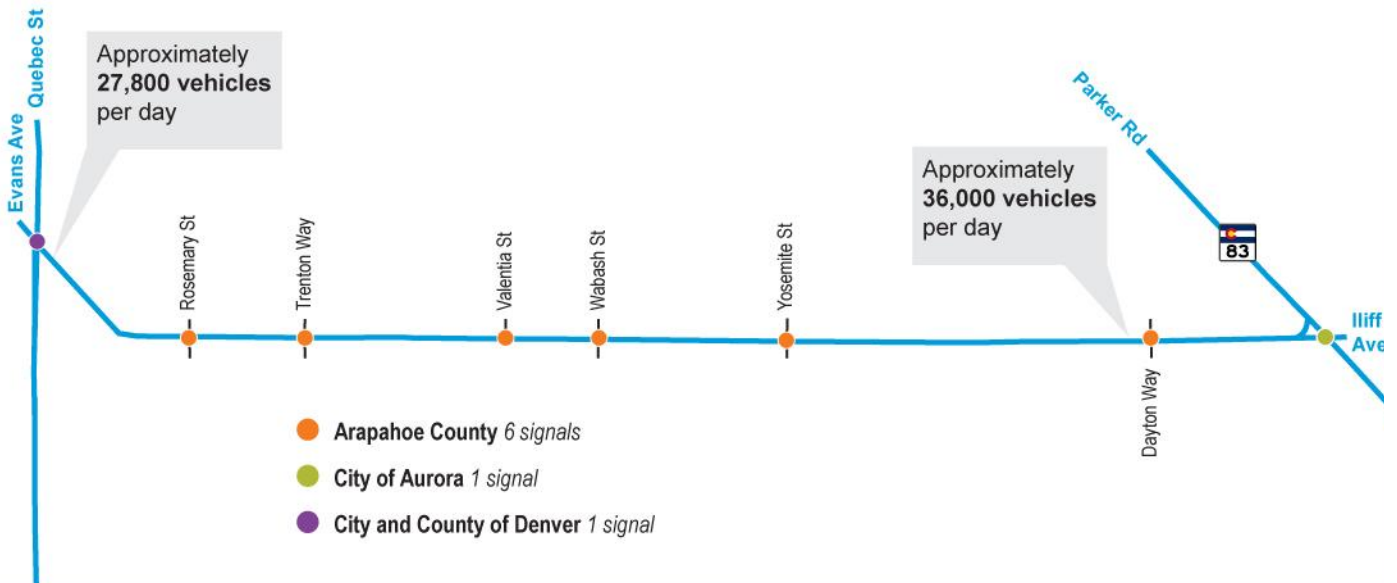 Quebec St
Evans Ave
Approximately
27,800 vehicles
per day
Rosemary St
Trenton Way
Valentia St
Wabash St
Yosemite St
Approximately
36,000 vehicles
per day
Parker Rd
83
Iliff
Ave
Dayton Way
Arapahoe County 6 signals
City of Aurora 1 signal
City and County of Denver 1 signal